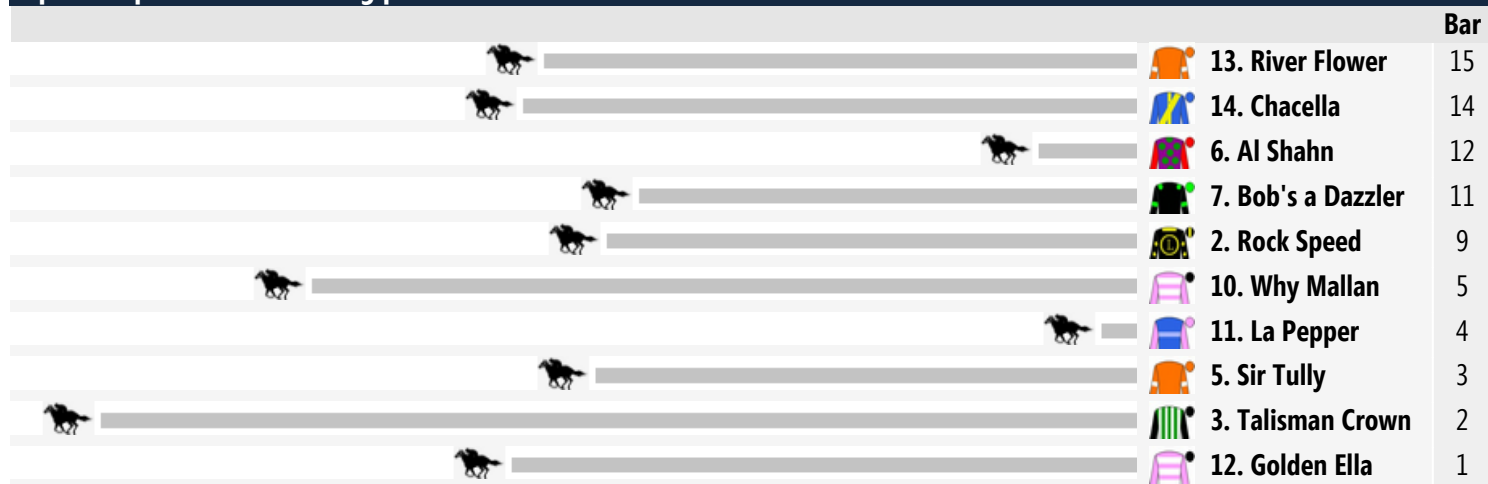 Bar
13. River Flower 15
14. Chacella 14
6. Al Shahn 12
7. Bob's a Dazzler 11
2. Rock Speed 9
10. Why Mallan 5
11. La Pepper 4
5. Sir Tully 3
3. Talisman Crown 2
12. Golden Ella 1